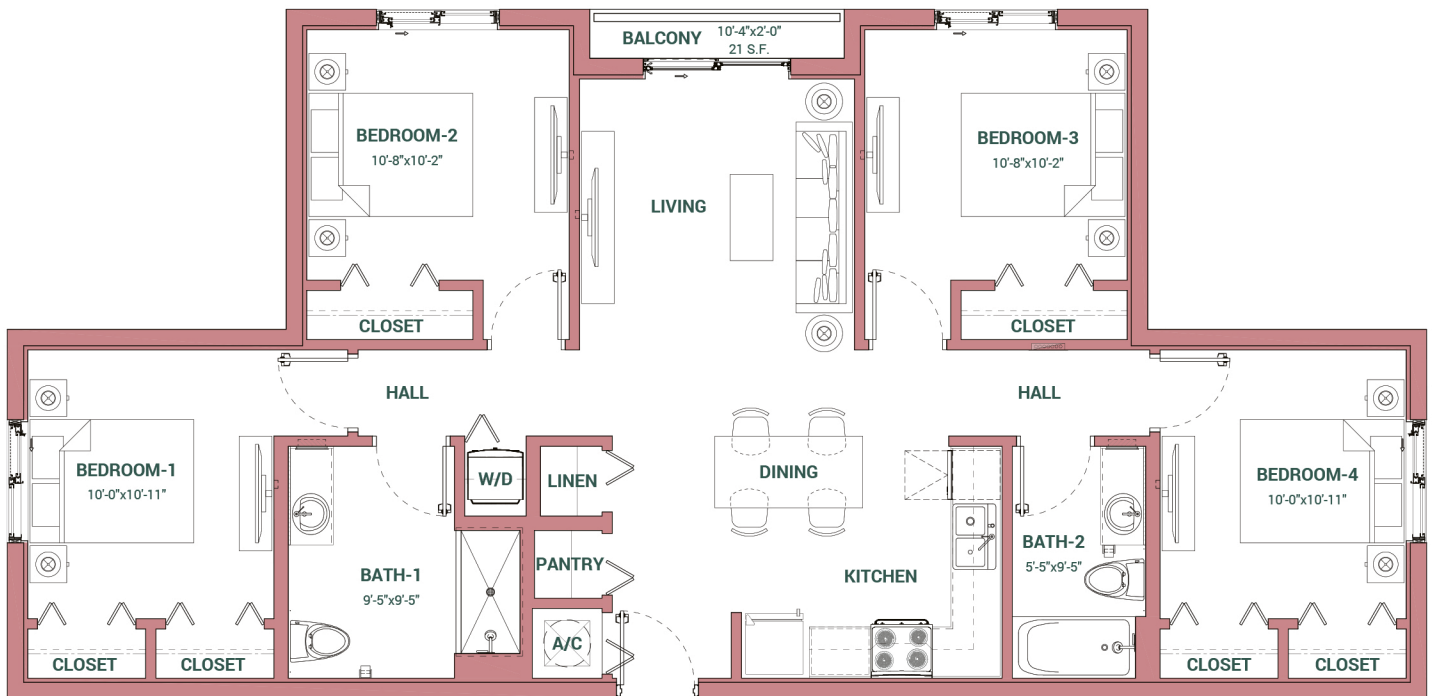 BALCONY 10'-4"x2'-0"
21 S.F.
BEDROOM-2
10'-8"x10'-2"
BEDROOM-3
10'-8"x10'-2"
LIVING
CLOSET
CLOSET
HALL
HALL
BEDROOM-1
10'-0"x10'-11"
W/D
LINEN
DINING
BEDROOM-4
10'-0"x10'-11"
BATH-1
9'-5"x9'-5"
PANTRY
KITCHEN
BATH-2
5'-5"x9'-5"
A/C
CLOSET
CLOSET
CLOSET
CLOSET